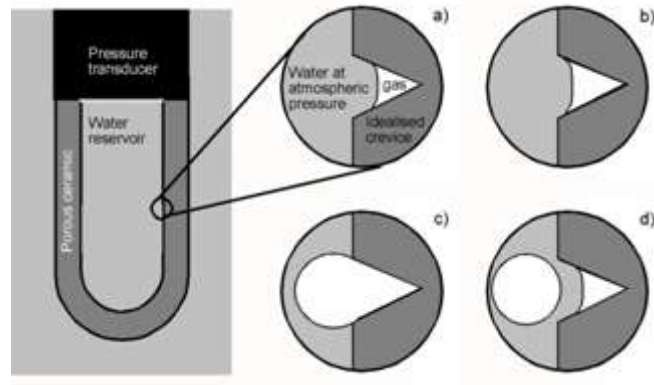 Pressure
transducer
Water
reservoir
Porous ceramic
a)
Water at
atmospheric
pressure
gas
Idealised
crevice
b)
c)
d)